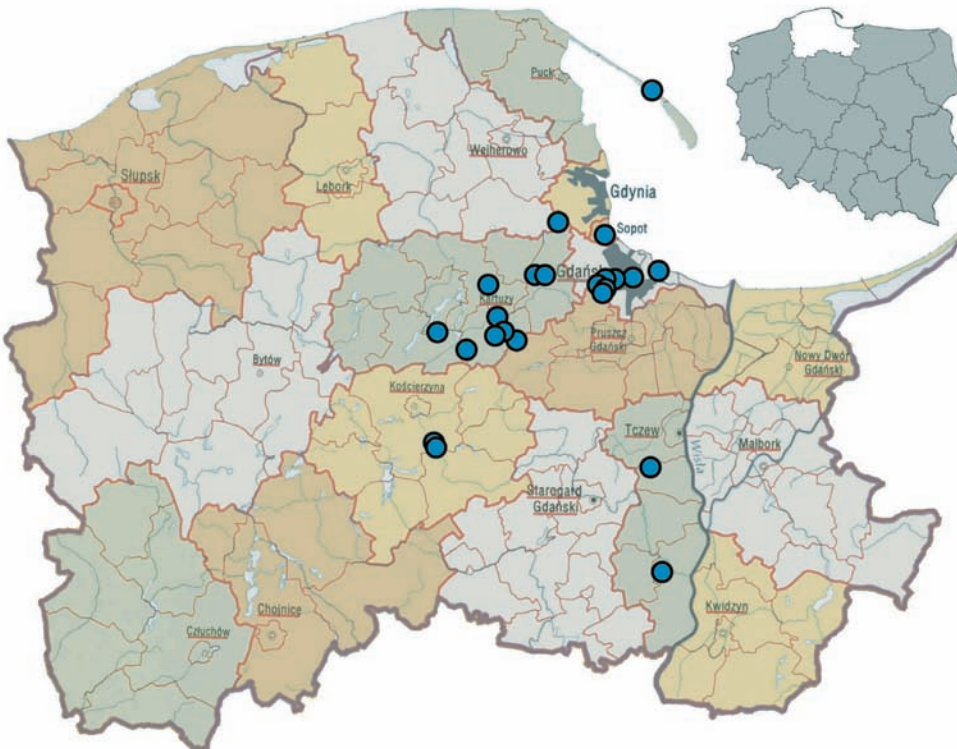 Puck
Wejherowo
Słupsk
Lębork
Gdynia
Sopot
Gdańsk
Kartuzy
Pruszcz
Gdański
Bytów
Nowy Dwór
Gdański
Kościerzyna
Tczew
Wisła
Malbork
Starogard
Gdański
Kwidzyn
Chojnice
Człuchów